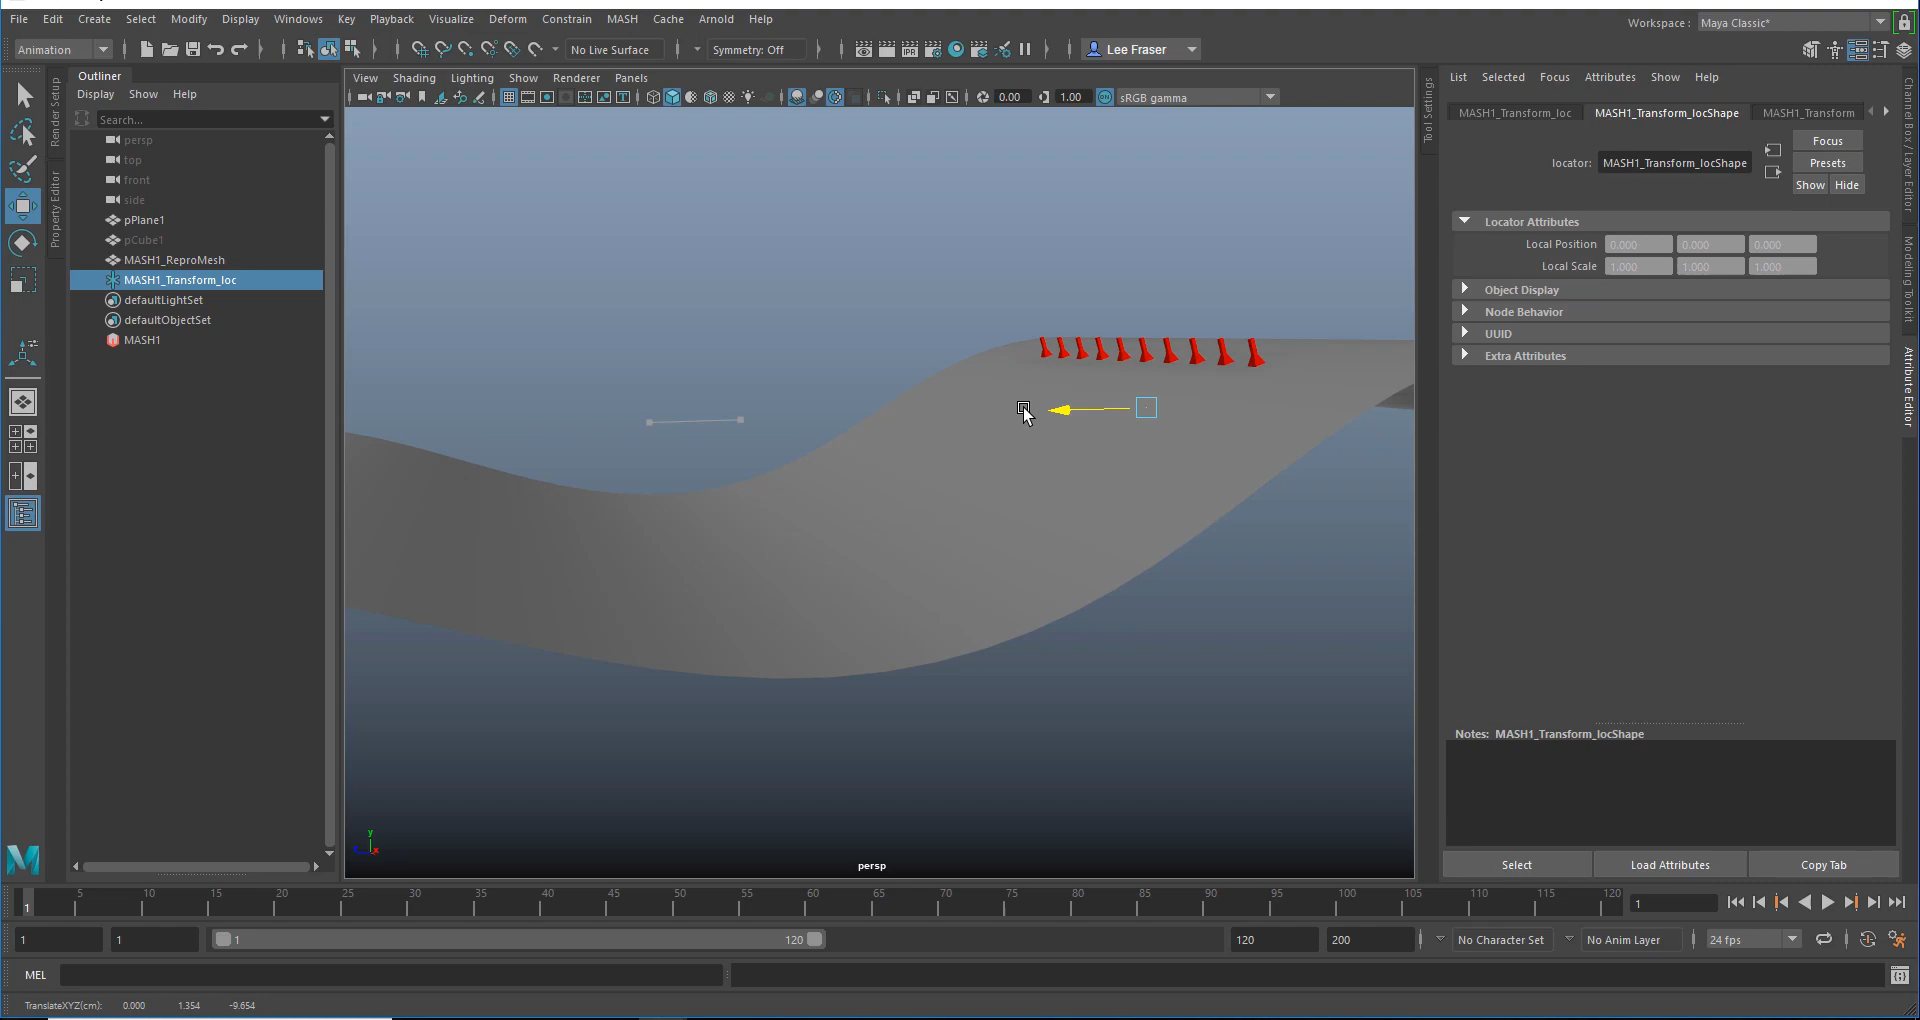 File Edit Create Select Modify Display Windows Key Playback Visualize Deform Constrain MASH Cache Arnold Help
Workspace : Maya Classic*
Animation No Live Surface Symmetry: Off IPR Lee Fraser
Outliner
Display Show Help
Search...
persp
top
front
side
pPlane1
pCube1
MASH1_ReproMesh
MASH1_Transform_loc
defaultLightSet
defaultObjectSet
MASH1
Render Setup
Property Editor
View Shading Lighting Show Renderer Panels
0.00 1.00 ON sRGB gamma
y
x
persp
Tool Settings
List Selected Focus Attributes Show Help
MASH1_Transform_loc MASH1_Transform_locShape MASH1_Transform
Focus
locator: MASH1_Transform_locShape Presets
Show Hide
Locator Attributes
Local Position 0.000 0.000 0.000
Local Scale 1.000 1.000 1.000
Object Display
Node Behavior
UUID
Extra Attributes
Notes: MASH1_Transform_locShape
Select Load Attributes Copy Tab
Channel Box / Layer Editor
Modeling Toolkit
Attribute Editor
5 10 15 20 25 30 35 40 45 50 55 60 65 70 75 80 85 90 95 100 105 110 115 120
1 1
1 1 1 120 120 200 No Character Set No Anim Layer 24 fps
MEL
TranslateXYZ(cm): 0.000 1.354 -9.654